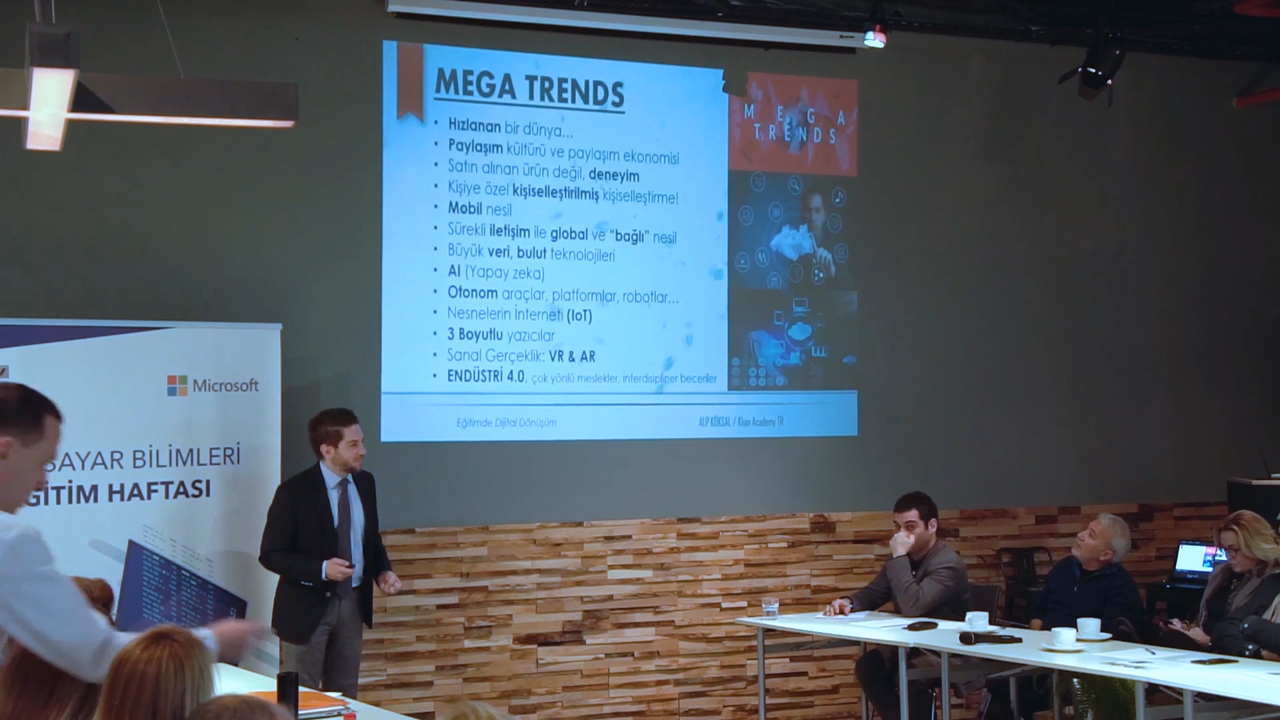 MEGA TRENDS
• Hızlanan bir dünya...
• Paylaşım kültürü ve paylaşım ekonomisi
• Satın alınan ürün değil, deneyim
• Kişiye özel kişiselleştirilmiş kişiselleştirme!
• Mobil nesil
• Sürekli iletişim ile global ve “bağlı” nesil
• Büyük veri, bulut teknolojileri
• AI (Yapay zeka)
• Otonom araçlar, platformlar, robotlar...
• Nesnelerin İnterneti (IoT)
• 3 Boyutlu yazıcılar
• Sanal Gerçeklik: VR & AR
• ENDÜSTRİ 4.0, çok yönlü meslekler, interdisipliner beceriler
MEGA
TRENDS
Eğitimde Dijital Dönüşüm
ALP KÖKSAL / Khan Academy TR
Microsoft
SAYAR BİLİMLERİ
ĞİTİM HAFTASI